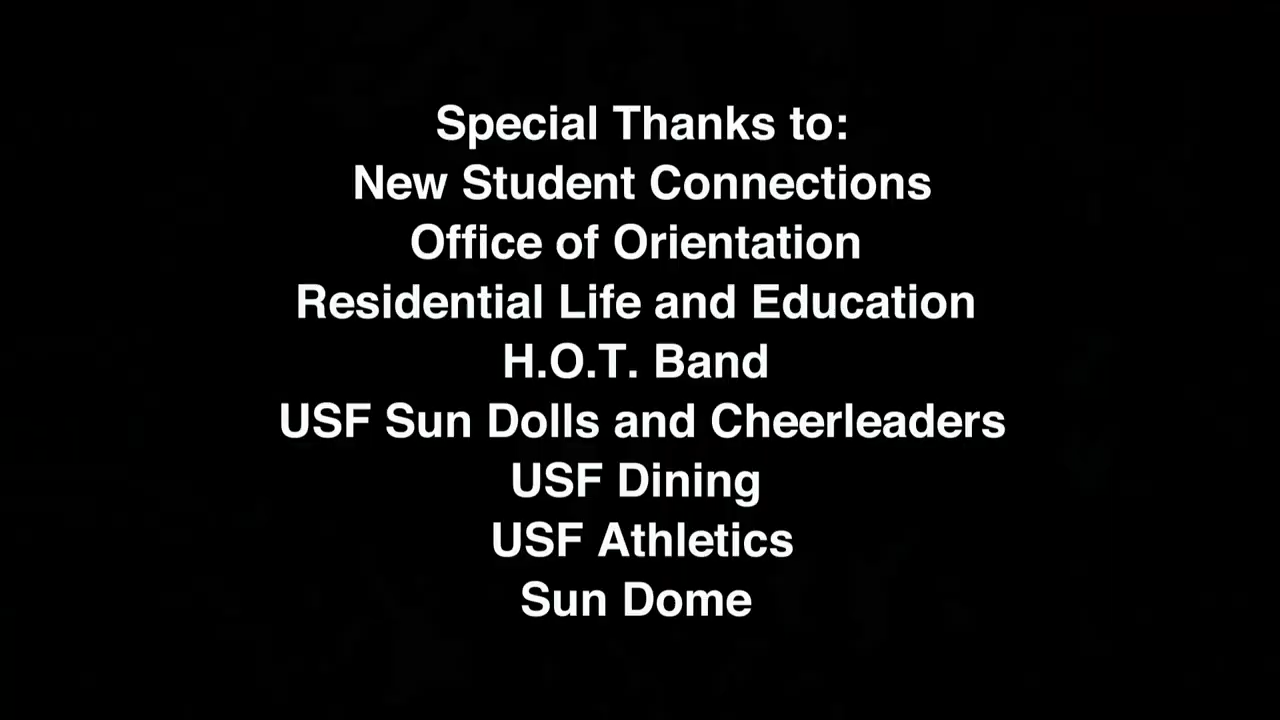 Special Thanks to:
New Student Connections
Office of Orientation
Residential Life and Education
H.O.T. Band
USF Sun Dolls and Cheerleaders
USF Dining
USF Athletics
Sun Dome